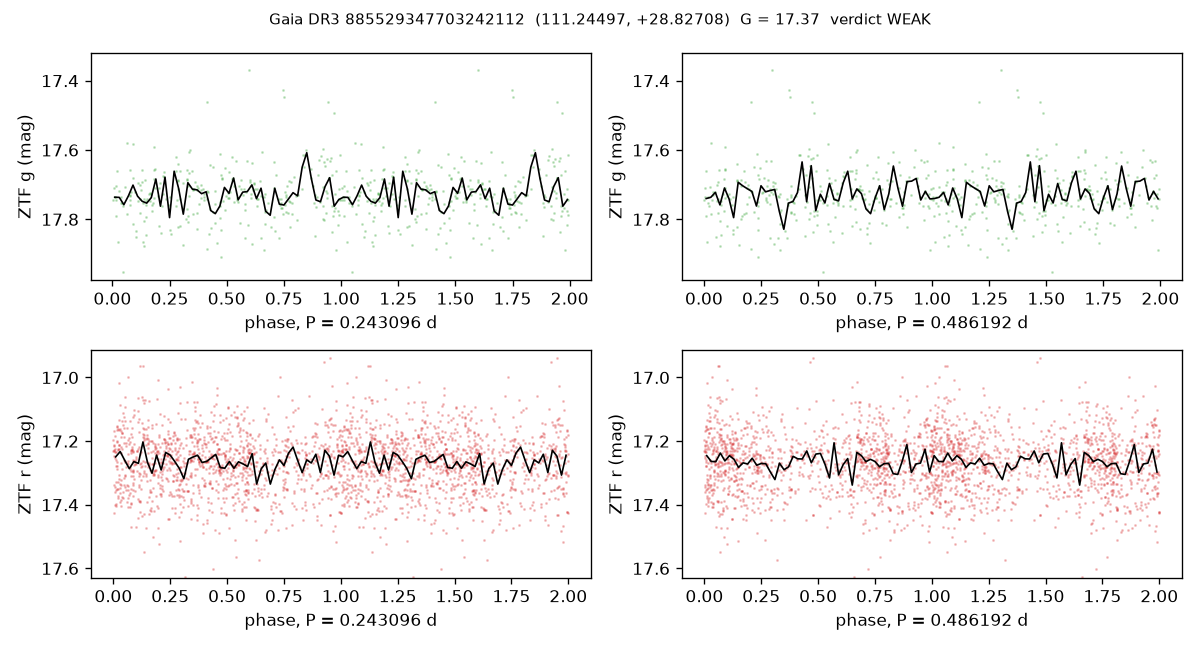 Gaia DR3 885529347703242112 (111.24497, +28.82708) G = 17.37 verdict WEAK
17.4
17.6
17.8
ZTF g (mag)
0.00 0.25 0.50 0.75 1.00 1.25 1.50 1.75 2.00
phase, P = 0.243096 d
17.4
17.6
17.8
ZTF g (mag)
0.00 0.25 0.50 0.75 1.00 1.25 1.50 1.75 2.00
phase, P = 0.486192 d
17.0
17.2
17.4
17.6
ZTF r (mag)
0.00 0.25 0.50 0.75 1.00 1.25 1.50 1.75 2.00
phase, P = 0.243096 d
17.0
17.2
17.4
17.6
ZTF r (mag)
0.00 0.25 0.50 0.75 1.00 1.25 1.50 1.75 2.00
phase, P = 0.486192 d